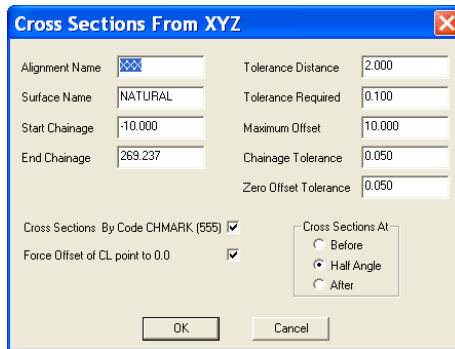 Cross Sections From XYZ
Alignment Name XXX
Tolerance Distance 2.000
Surface Name NATURAL
Tolerance Required 0.100
Start Chainage -10.000
Maximum Offset 10.000
End Chainage 269.237
Chainage Tolerance 0.050
Zero Offset Tolerance 0.050
Cross Sections By Code CHMARK (555)
Force Offset of CL point to 0.0
Cross Sections At
Before
Half Angle
After
OK Cancel